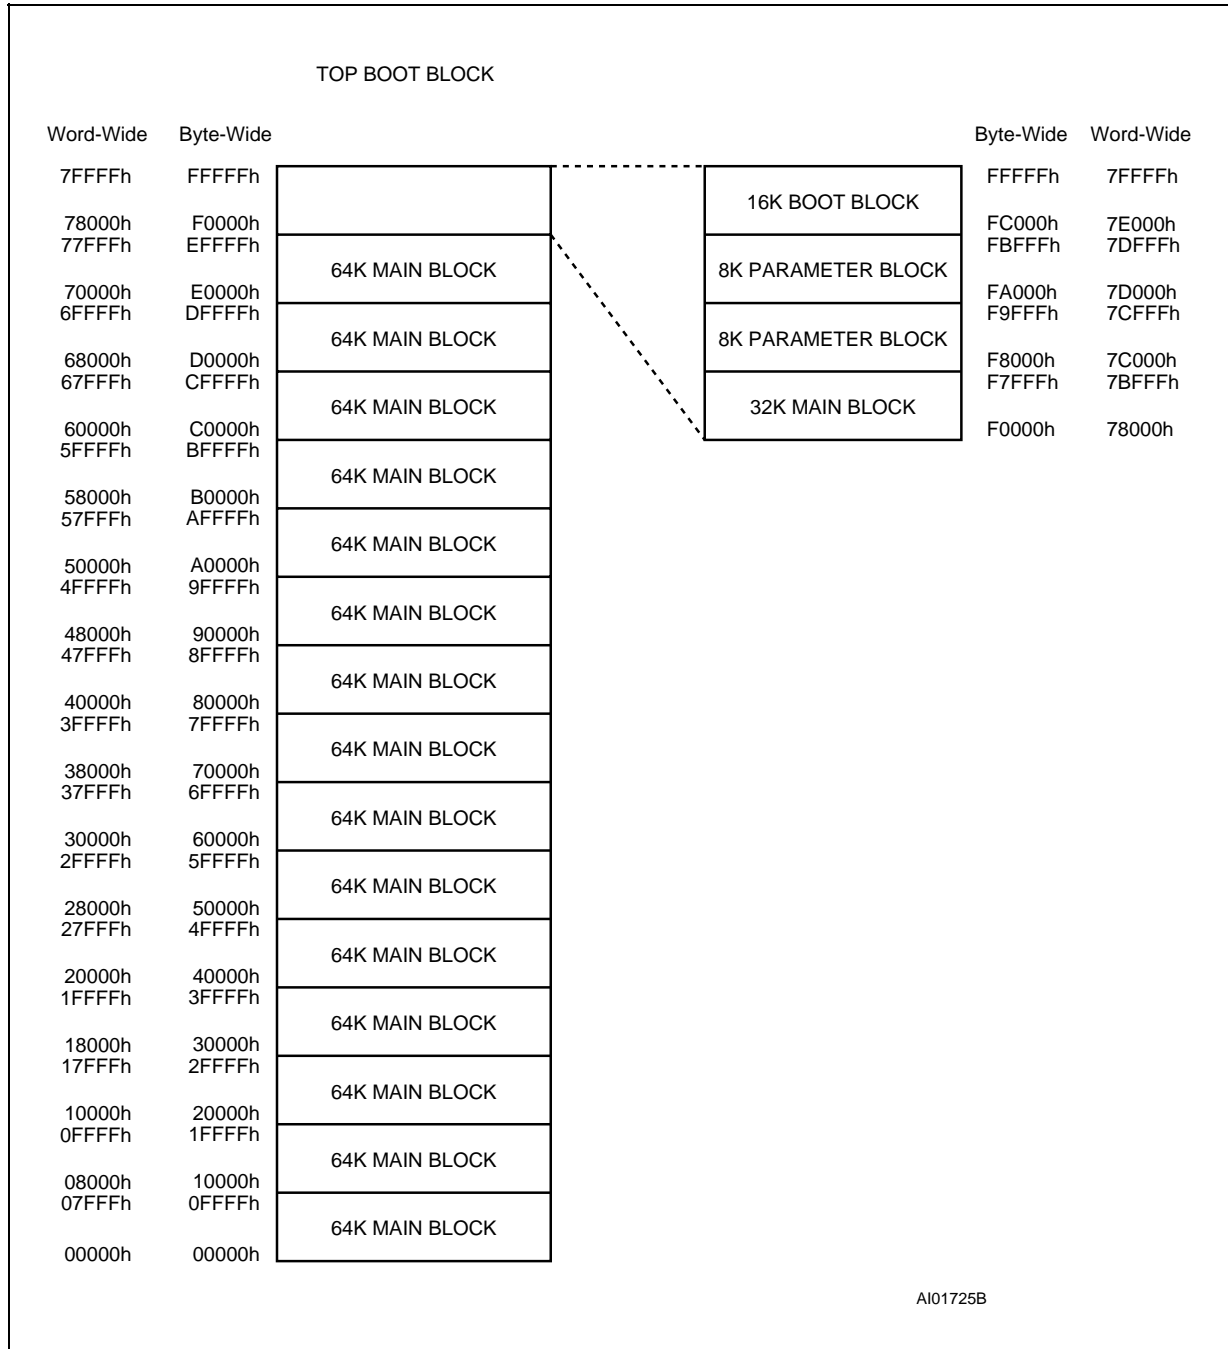 TOP BOOT BLOCK
Word-Wide Byte-Wide Byte-Wide Word-Wide
7FFFFh FFFFFh FFFFFh 7FFFFh
16K BOOT BLOCK
78000h F0000h FC000h 7E000h
77FFFh EFFFFh FBFFFh 7DFFFh
64K MAIN BLOCK 8K PARAMETER BLOCK
70000h E0000h FA000h 7D000h
6FFFFh DFFFFh F9FFFh 7CFFFh
64K MAIN BLOCK 8K PARAMETER BLOCK
68000h D0000h F8000h 7C000h
67FFFh CFFFFh F7FFFh 7BFFFh
64K MAIN BLOCK 32K MAIN BLOCK
60000h C0000h F0000h 78000h
5FFFFh BFFFFh
64K MAIN BLOCK
58000h B0000h
57FFFh AFFFFh
64K MAIN BLOCK
50000h A0000h
4FFFFh 9FFFFh
64K MAIN BLOCK
48000h 90000h
47FFFh 8FFFFh
64K MAIN BLOCK
40000h 80000h
3FFFFh 7FFFFh
64K MAIN BLOCK
38000h 70000h
37FFFh 6FFFFh
64K MAIN BLOCK
30000h 60000h
2FFFFh 5FFFFh
64K MAIN BLOCK
28000h 50000h
27FFFh 4FFFFh
64K MAIN BLOCK
20000h 40000h
1FFFFh 3FFFFh
64K MAIN BLOCK
18000h 30000h
17FFFh 2FFFFh
64K MAIN BLOCK
10000h 20000h
0FFFFh 1FFFFh
64K MAIN BLOCK
08000h 10000h
07FFFh 0FFFFh
64K MAIN BLOCK
00000h 00000h
AI01725B